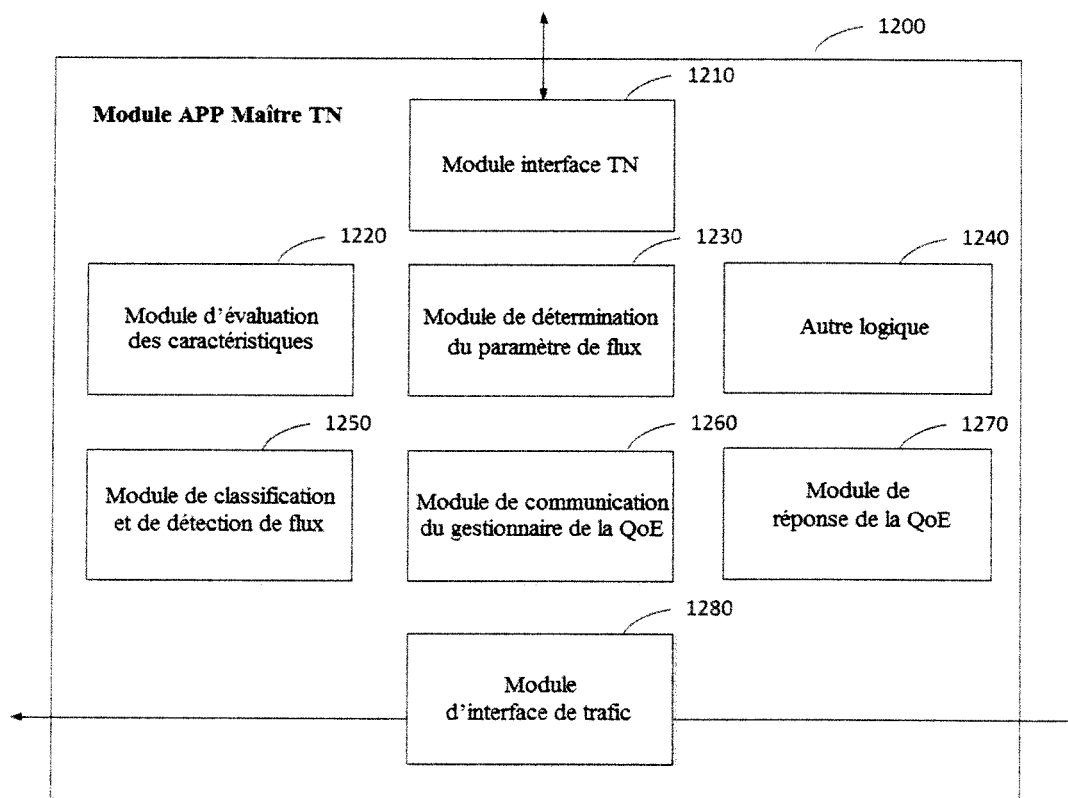 1200
1210
Module APP Maître TN
Module interface TN
1220
1230
1240
Module d'évaluation
des caractéristiques
Module de détermination
du paramètre de flux
Autre logique
1250
1260
1270
Module de classification
et de détection de flux
Module de communication
du gestionnaire de la QoE
Module de
réponse de la QoE
1280
Module
d'interface de trafic